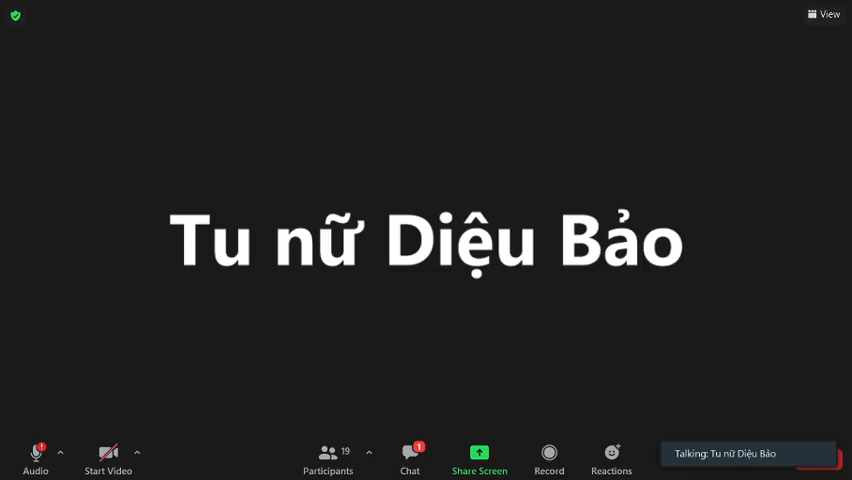 View
Tu nữ Diệu Bảo
Audio
Start Video
19
Participants
1
Chat
Share Screen
Record
Reactions
Talking: Tu nữ Diệu Bảo